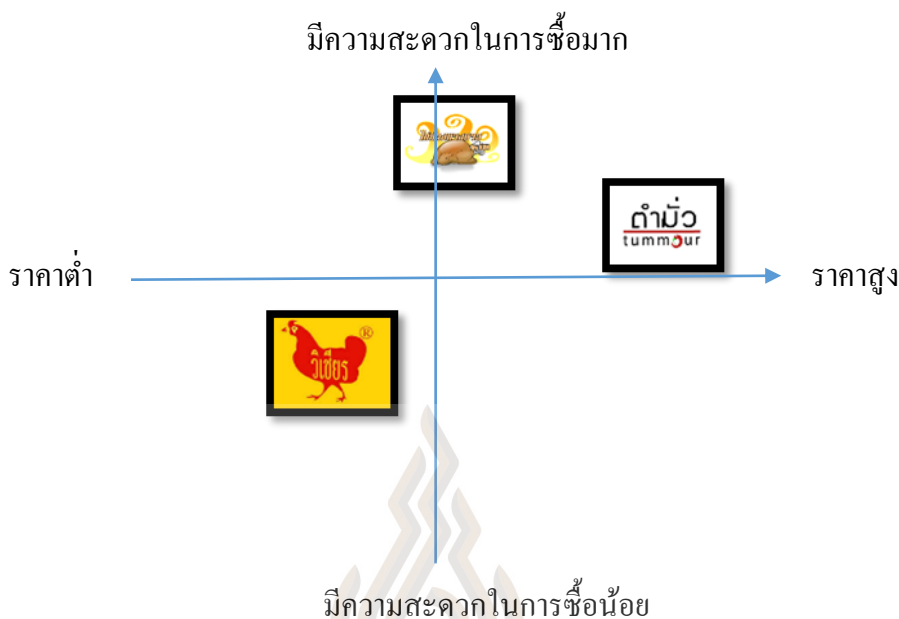 มีความสะดวกในการซื้อมาก
ตำมั่ว
tummour
ราคาต่ำ
ราคาสูง
วิเชียร
®
มีความสะดวกในการซื้อน้อย